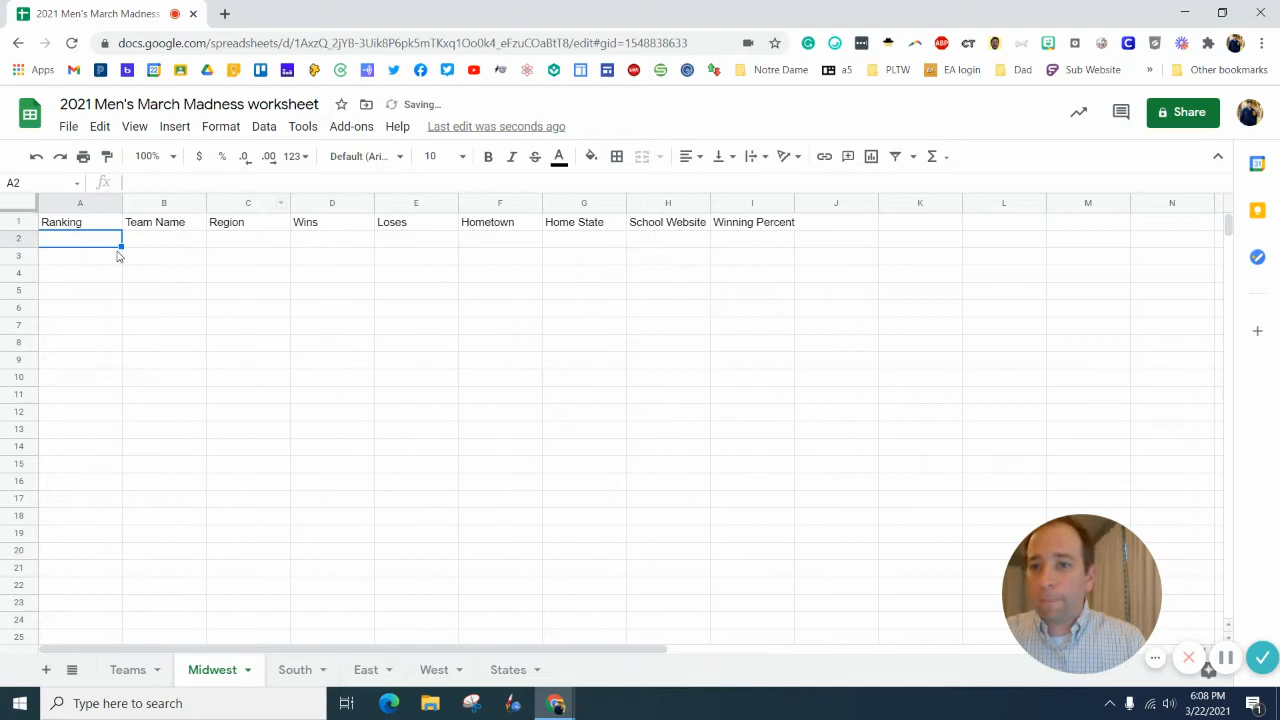 2021 Men's March Madness
docs.google.com/spreadsheets/d/1AxzQ_2iVB-3Uik8P6pk5nfTKxq1Oo0k4_eFzuCOaBtT8/edit#gid=1548838633
Apps
Notre Dame
a5
PLTW
EA login
Dad
Sub Website
»
Other bookmarks
2021 Men's March Madness worksheet
Saving...
File Edit View Insert Format Data Tools Add-ons Help Last edit was seconds ago
Share
100% $ % .0 .00 123 Default (Ari... 10 B I S A Σ
A2 fx
A B C D E F G H I J K L M N
1 Ranking Team Name Region Wins Loses Hometown Home State School Website Winning Percent
2
3
4
5
6
7
8
9
10
11
12
13
14
15
16
17
18
19
20
21
22
23
24
25
+ Teams Midwest South East West States
Type here to search
6:08 PM
3/22/2021